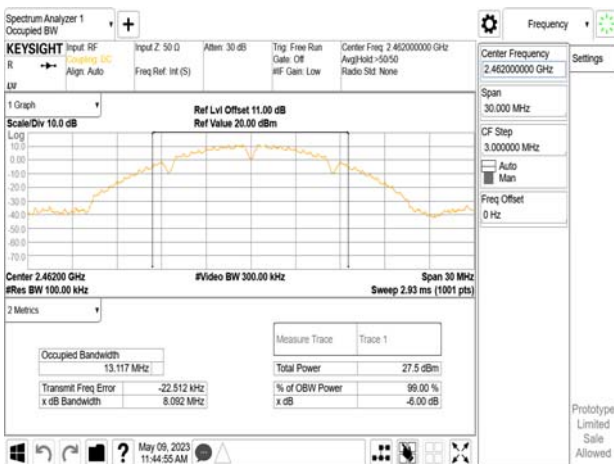 Spectrum Analyzer 1
Occupied BW
Frequency
KEYSIGHT
R
LXI
Input: RF
Coupling: DC
Align: Auto
Input Z: 50 Ω
Freq Ref: Int (S)
Atten: 30 dB
Trig: Free Run
Gate: Off
#IF Gain: Low
Center Freq: 2.462000000 GHz
Avg|Hold:>50/50
Radio Std: None
Center Frequency
2.462000000 GHz
Settings
Span
30.000 MHz
CF Step
3.000000 MHz
Auto
Man
Freq Offset
0 Hz
1 Graph
Scale/Div 10.0 dB
Ref Lvl Offset 11.00 dB
Ref Value 20.00 dBm
Log
10.0
0.00
-10.0
-20.0
-30.0
-40.0
-50.0
-60.0
-70.0
Center 2.46200 GHz
#Video BW 300.00 kHz
Span 30 MHz
#Res BW 100.00 kHz
Sweep 2.93 ms (1001 pts)
2 Metrics
Measure Trace
Trace 1
Occupied Bandwidth
13.117 MHz
Total Power
27.5 dBm
Transmit Freq Error
-22.512 kHz
% of OBW Power
99.00 %
x dB Bandwidth
8.092 MHz
x dB
-6.00 dB
Prototype
Limited
Sale
Allowed
?
May 09, 2023
11:44:55 AM